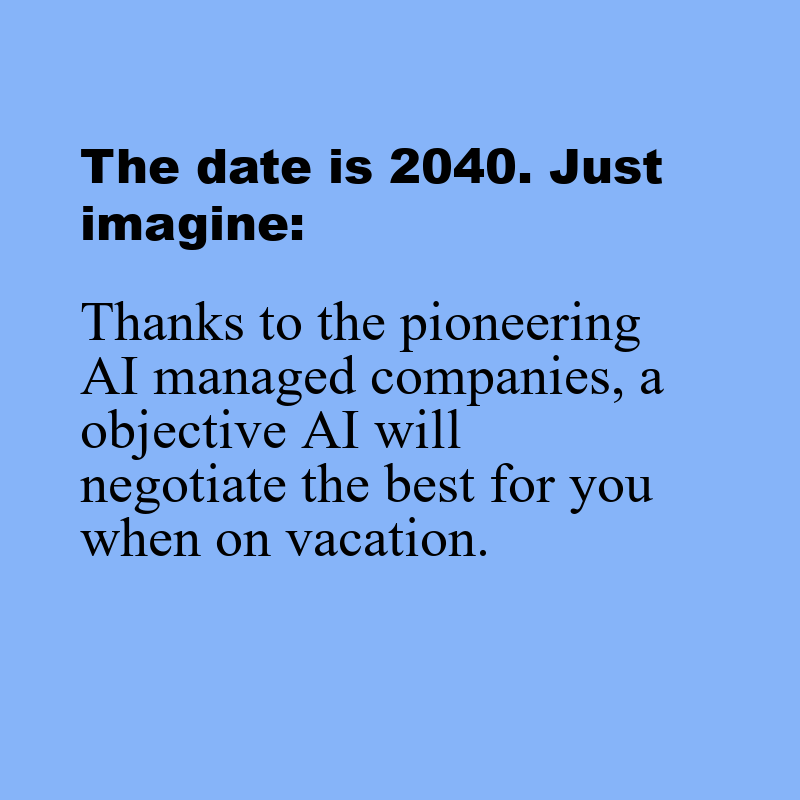 The date is 2040. Just
imagine:
Thanks to the pioneering
AI managed companies, a
objective AI will
negotiate the best for you
when on vacation.